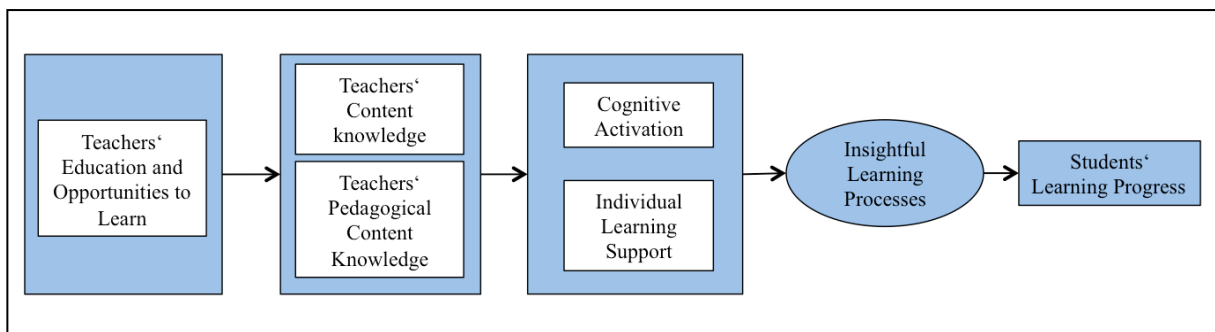 Teachers‘
Education and
Opportunities to
Learn
Teachers‘
Content
knowledge
Teachers‘
Pedagogical
Content
Knowledge
Cognitive
Activation
Individual
Learning
Support
Insightful
Learning
Processes
Students‘
Learning Progress